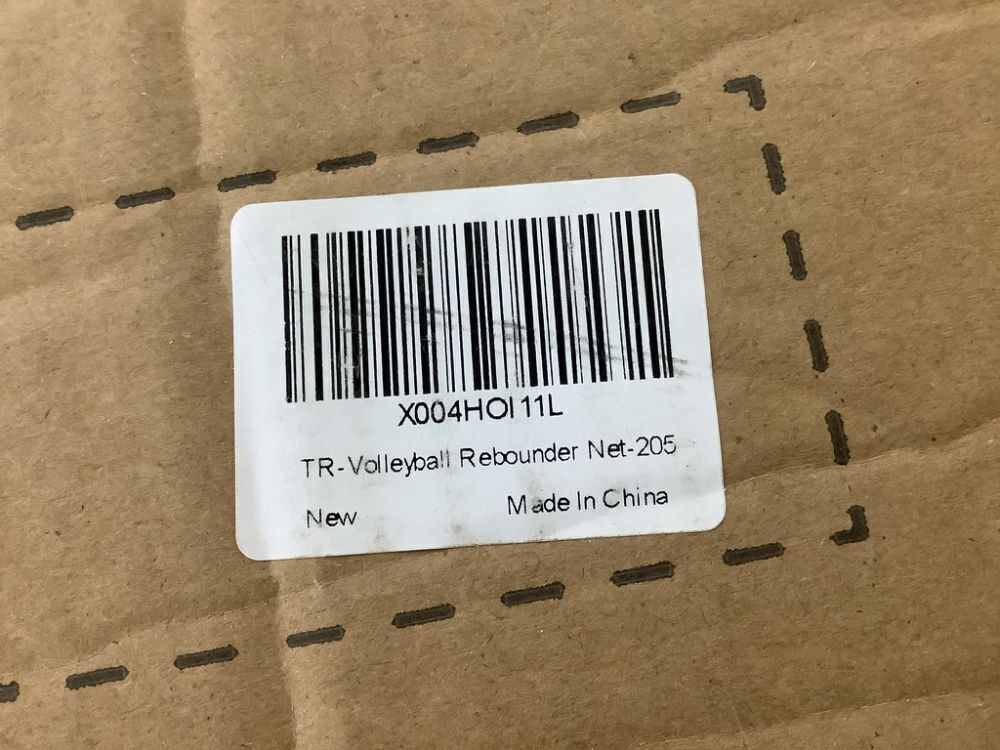 X004HOI11L
TR-Volleyball Rebounder Net-205
New
Made In China